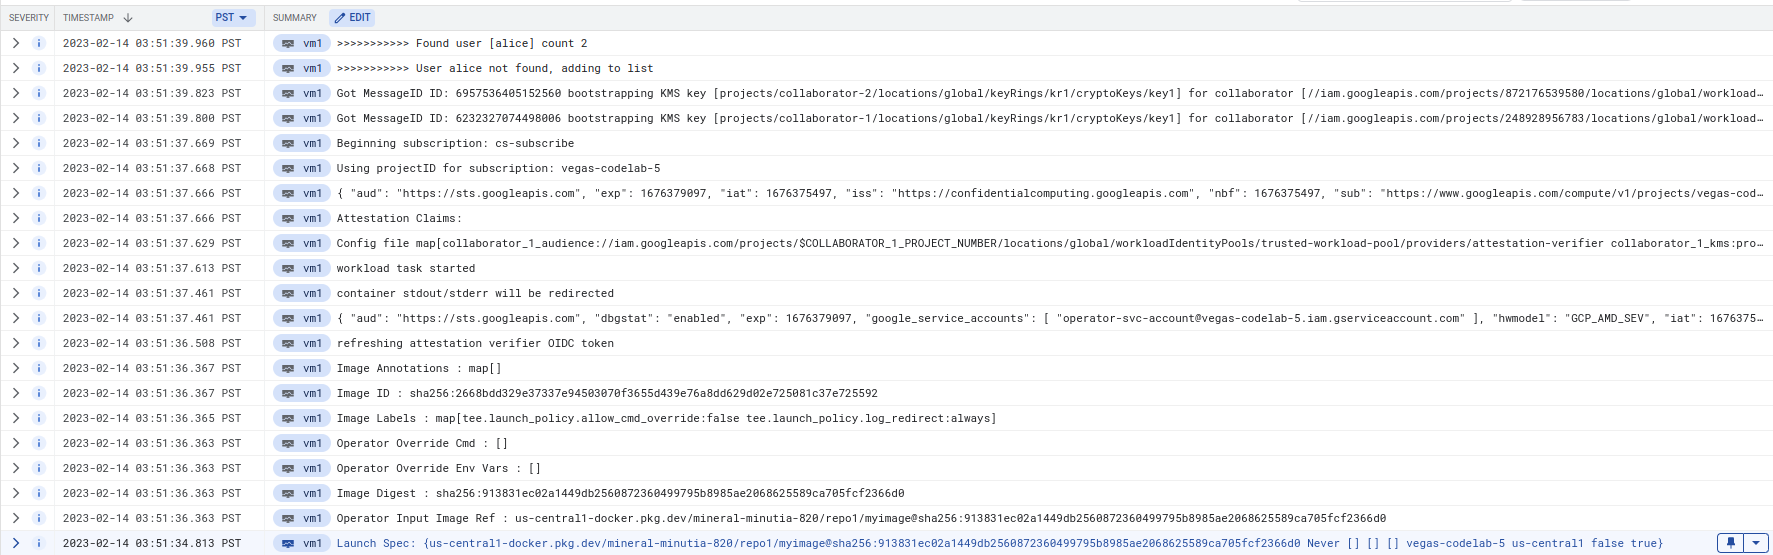 SEVERITY TIMESTAMP PST SUMMARY EDIT
2023-02-14 03:51:39.960 PST vm1 >>>>>>>>>>> Found user [alice] count 2
2023-02-14 03:51:39.955 PST vm1 >>>>>>>>>>> User alice not found, adding to list
2023-02-14 03:51:39.823 PST vm1 Got MessageID ID: 6957536405152560 bootstrapping KMS key [projects/collaborator-2/locations/global/keyRings/kr1/cryptoKeys/key1] for collaborator [//iam.googleapis.com/projects/872176539580/locations/global/workload…
2023-02-14 03:51:39.800 PST vm1 Got MessageID ID: 6232327074498006 bootstrapping KMS key [projects/collaborator-1/locations/global/keyRings/kr1/cryptoKeys/key1] for collaborator [//iam.googleapis.com/projects/248928956783/locations/global/workload…
2023-02-14 03:51:37.669 PST vm1 Beginning subscription: cs-subscribe
2023-02-14 03:51:37.668 PST vm1 Using projectID for subscription: vegas-codelab-5
2023-02-14 03:51:37.666 PST vm1 { "aud": "https://sts.googleapis.com", "exp": 1676379097, "iat": 1676375497, "iss": "https://confidentialcomputing.googleapis.com", "nbf": 1676375497, "sub": "https://www.googleapis.com/compute/v1/projects/vegas-cod…
2023-02-14 03:51:37.666 PST vm1 Attestation Claims:
2023-02-14 03:51:37.629 PST vm1 Config file map[collaborator_1_audience://iam.googleapis.com/projects/$COLLABORATOR_1_PROJECT_NUMBER/locations/global/workloadIdentityPools/trusted-workload-pool/providers/attestation-verifier collaborator_1_kms:pro…
2023-02-14 03:51:37.613 PST vm1 workload task started
2023-02-14 03:51:37.461 PST vm1 container stdout/stderr will be redirected
2023-02-14 03:51:37.461 PST vm1 { "aud": "https://sts.googleapis.com", "dbgstat": "enabled", "exp": 1676379097, "google_service_accounts": [ "operator-svc-account@vegas-codelab-5.iam.gserviceaccount.com" ], "hwmodel": "GCP_AMD_SEV", "iat": 1676375…
2023-02-14 03:51:36.508 PST vm1 refreshing attestation verifier OIDC token
2023-02-14 03:51:36.367 PST vm1 Image Annotations : map[]
2023-02-14 03:51:36.367 PST vm1 Image ID : sha256:2668bdd329e37337e94503070f3655d439e76a8dd629d02e725081c37e725592
2023-02-14 03:51:36.365 PST vm1 Image Labels : map[tee.launch_policy.allow_cmd_override:false tee.launch_policy.log_redirect:always]
2023-02-14 03:51:36.363 PST vm1 Operator Override Cmd : []
2023-02-14 03:51:36.363 PST vm1 Operator Override Env Vars : []
2023-02-14 03:51:36.363 PST vm1 Image Digest : sha256:913831ec02a1449db2560872360499795b8985ae2068625589ca705fcf2366d0
2023-02-14 03:51:36.363 PST vm1 Operator Input Image Ref : us-central1-docker.pkg.dev/mineral-minutia-820/repo1/myimage@sha256:913831ec02a1449db2560872360499795b8985ae2068625589ca705fcf2366d0
2023-02-14 03:51:34.813 PST vm1 Launch Spec: {us-central1-docker.pkg.dev/mineral-minutia-820/repo1/myimage@sha256:913831ec02a1449db2560872360499795b8985ae2068625589ca705fcf2366d0 Never [] [] [] vegas-codelab-5 us-central1 false true}